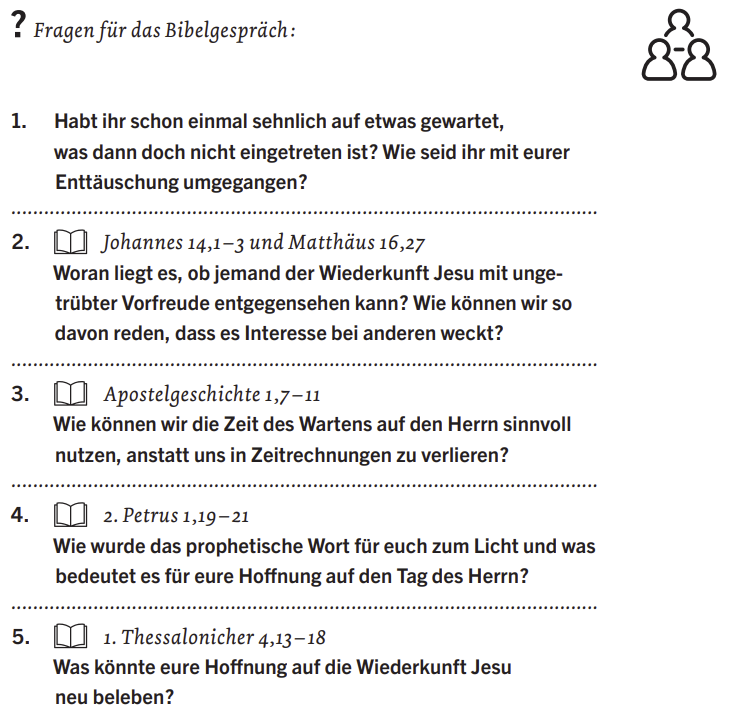 ? Fragen für das Bibelgespräch:
1. Habt ihr schon einmal sehnlich auf etwas gewartet,
was dann doch nicht eingetreten ist? Wie seid ihr mit eurer
Enttäuschung umgegangen?
2. Johannes 14,1–3 und Matthäus 16,27
Woran liegt es, ob jemand der Wiederkunft Jesu mit unge-
trübter Vorfreude entgegensehen kann? Wie können wir so
davon reden, dass es Interesse bei anderen weckt?
3. Apostelgeschichte 1,7–11
Wie können wir die Zeit des Wartens auf den Herrn sinnvoll
nutzen, anstatt uns in Zeitrechnungen zu verlieren?
4. 2. Petrus 1,19–21
Wie wurde das prophetische Wort für euch zum Licht und was
bedeutet es für eure Hoffnung auf den Tag des Herrn?
5. 1. Thessalonicher 4,13–18
Was könnte eure Hoffnung auf die Wiederkunft Jesu
neu beleben?